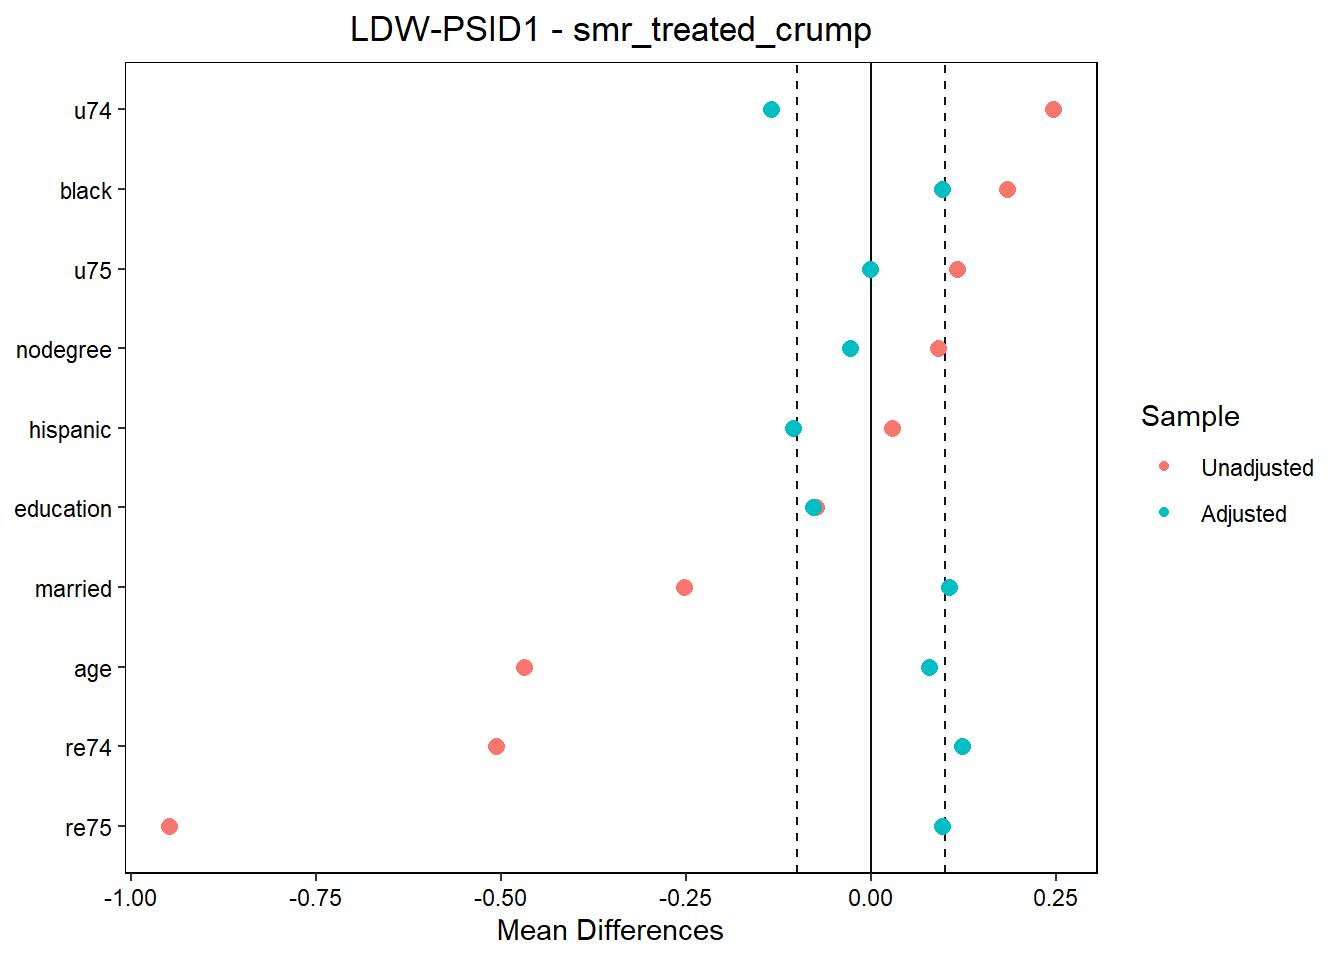 LDW-PSID1 - smr_treated_crump
u74
black
u75
nodegree
hispanic
education
married
age
re74
re75
-1.00 -0.75 -0.50 -0.25 0.00 0.25
Mean Differences
Sample
Unadjusted
Adjusted